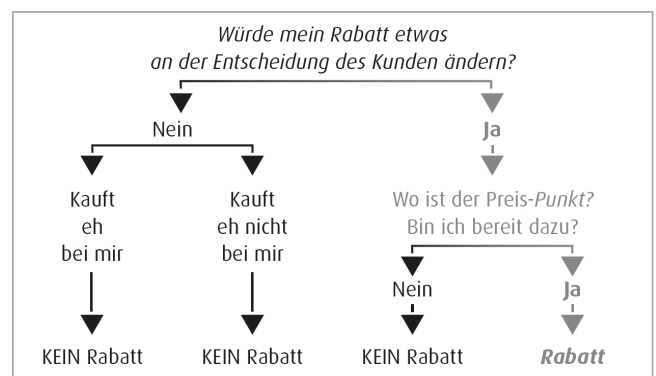 Würde mein Rabatt etwas
an der Entscheidung des Kunden ändern?
Nein
Ja
Kauft
eh
bei mir
Kauft
eh nicht
bei mir
Wo ist der Preis-Punkt?
Bin ich bereit dazu?
Nein
Ja
KEIN Rabatt
KEIN Rabatt
KEIN Rabatt
Rabatt